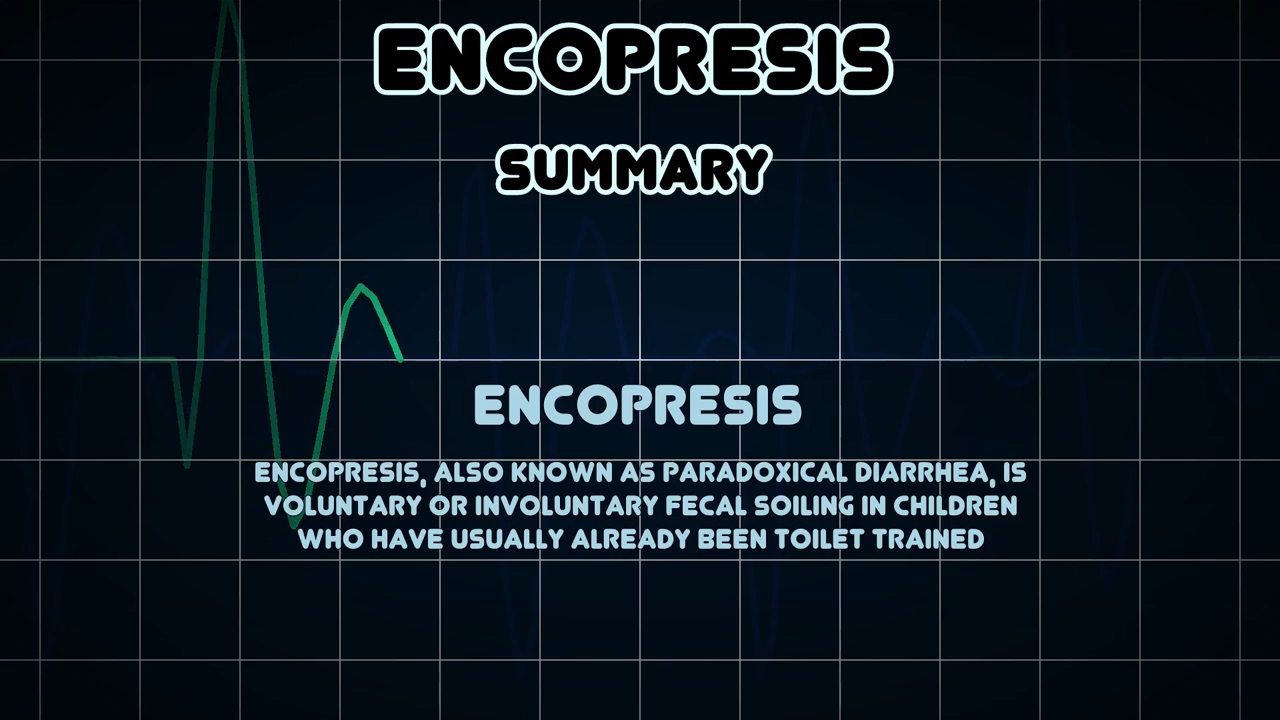 ENCOPRESIS
SUMMARY
ENCOPRESIS
ENCOPRESIS, ALSO KNOWN AS PARADOXICAL DIARRHEA, IS
VOLUNTARY OR INVOLUNTARY FECAL SOILING IN CHILDREN
WHO HAVE USUALLY ALREADY BEEN TOILET TRAINED